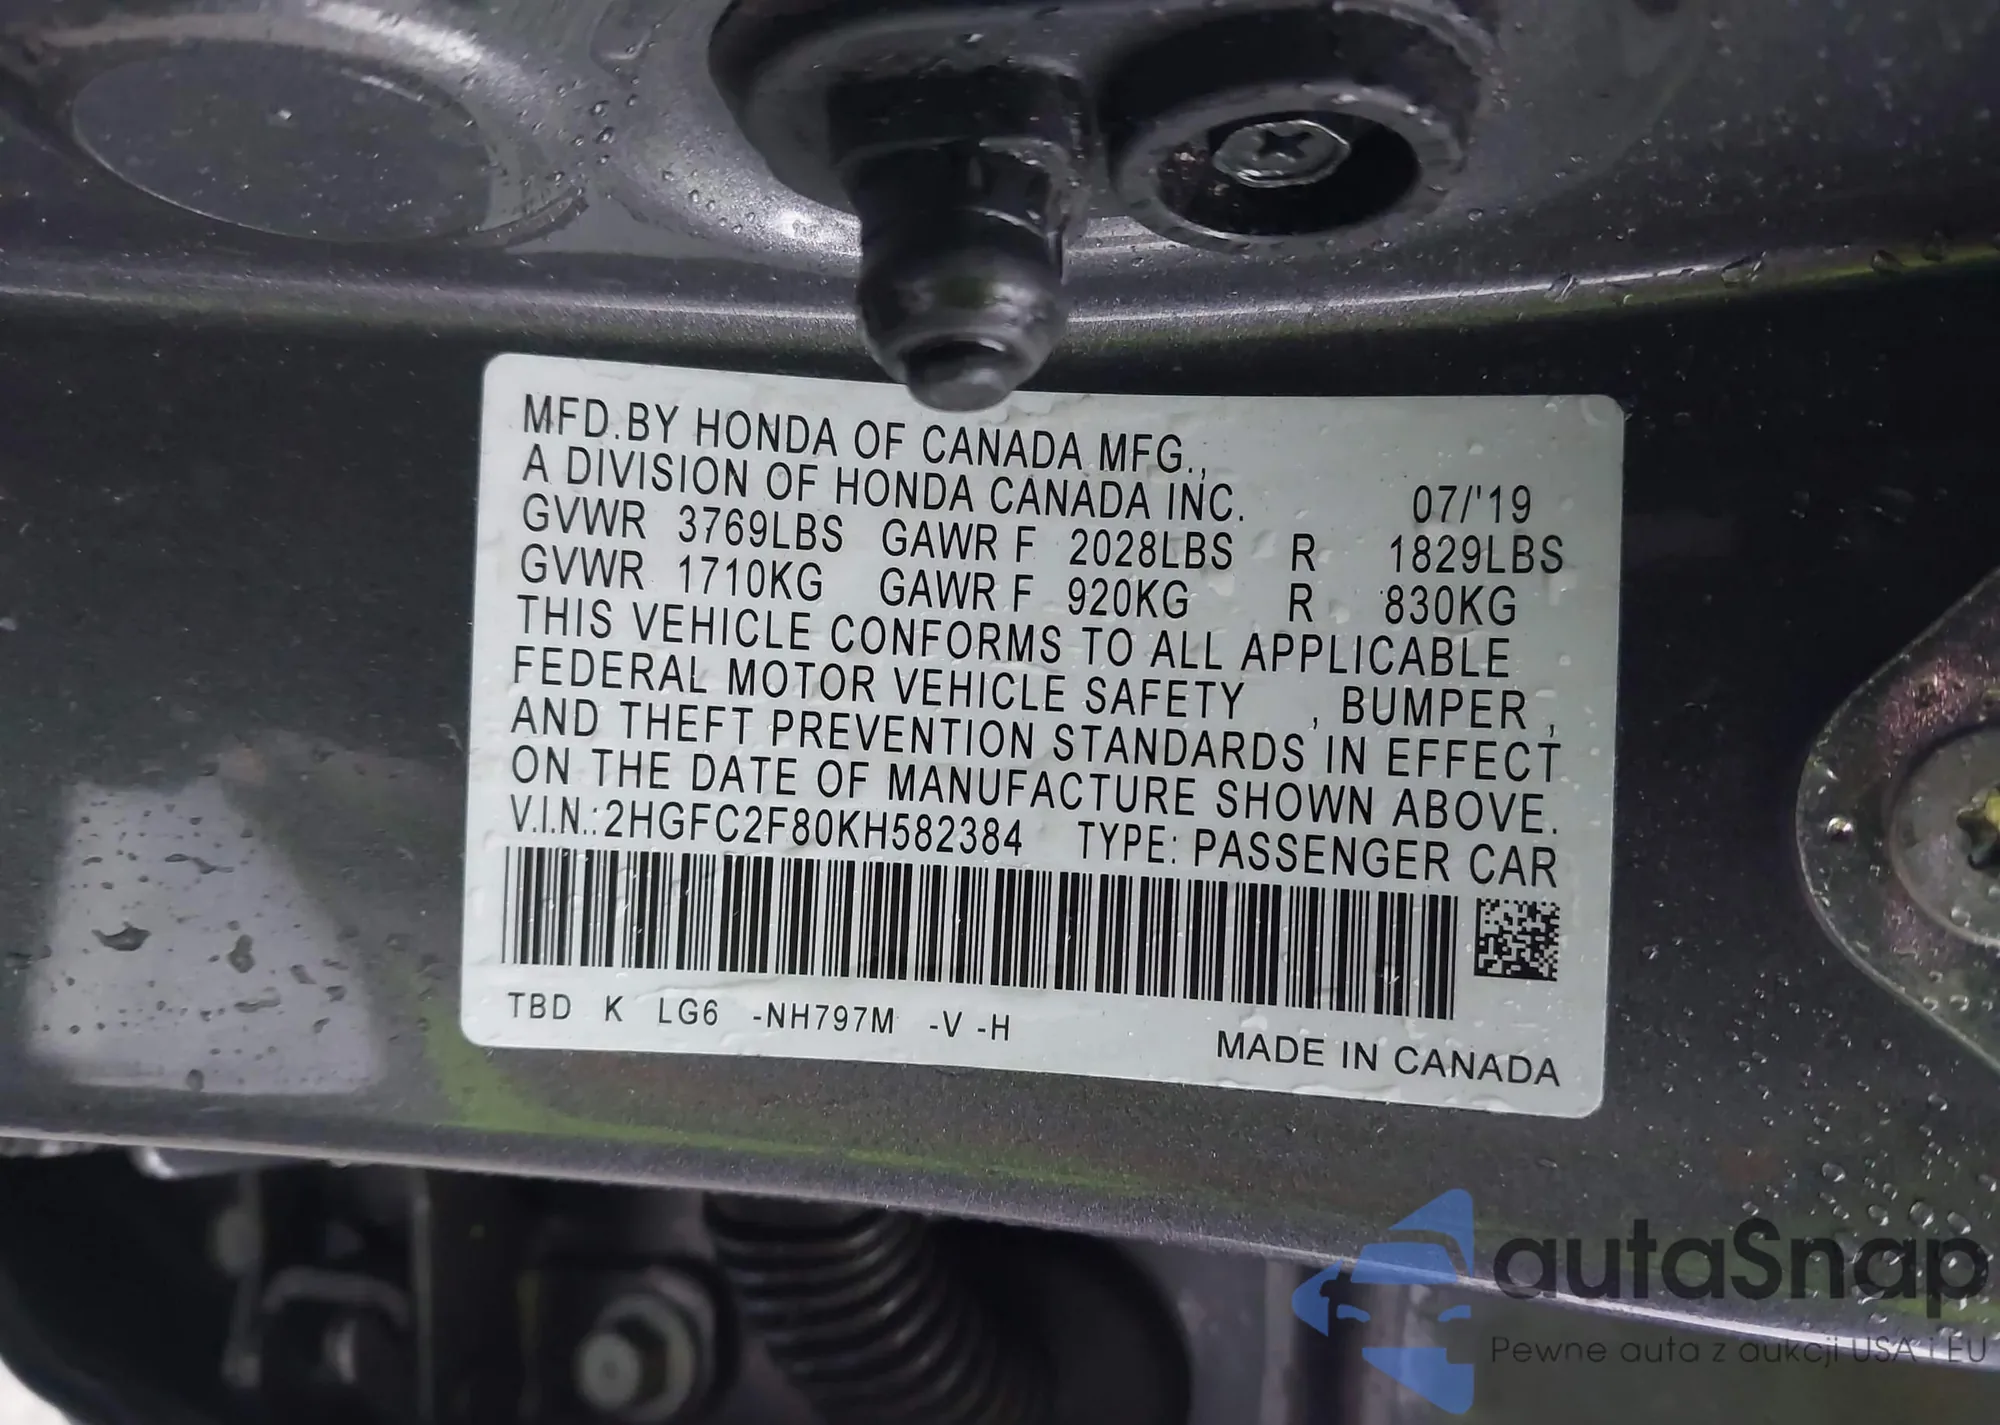 MFD.BY HONDA OF CANADA MFG.,
A DIVISION OF HONDA CANADA INC. 07/'19
GVWR 3769LBS GAWR F 2028LBS R 1829LBS
GVWR 1710KG GAWR F 920KG R 830KG
THIS VEHICLE CONFORMS TO ALL APPLICABLE
FEDERAL MOTOR VEHICLE SAFETY , BUMPER ,
AND THEFT PREVENTION STANDARDS IN EFFECT
ON THE DATE OF MANUFACTURE SHOWN ABOVE.
V.I.N.:2HGFC2F80KH582384 TYPE: PASSENGER CAR
TBD K LG6 -NH797M -V -H
MADE IN CANADA
autaSnap
Pewne auta z aukcji USA i EU